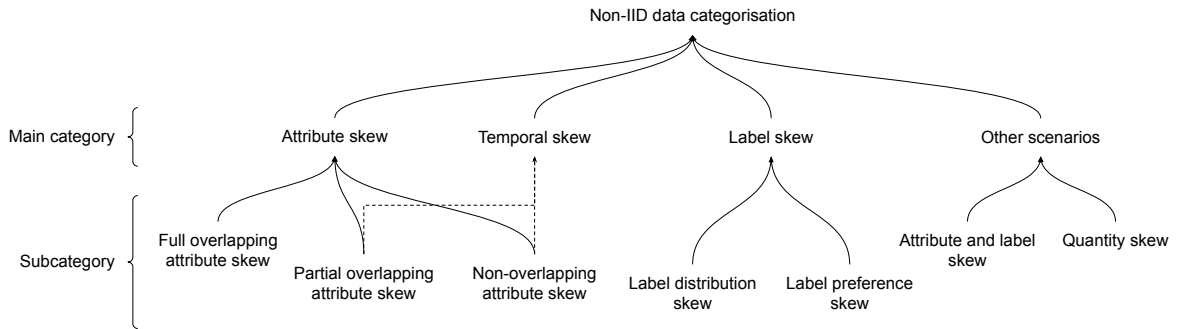 Non-IID data categorisation
Main category
Attribute skew
Temporal skew
Label skew
Other scenarios
Subcategory
Full overlapping
attribute skew
Partial overlapping
attribute skew
Non-overlapping
attribute skew
Label distribution
skew
Label preference
skew
Attribute and label
skew
Quantity skew